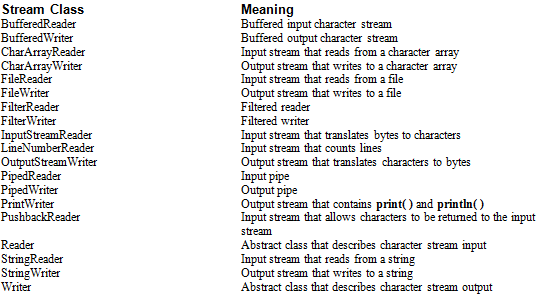 Stream Class Meaning
BufferedReader Buffered input character stream
BufferedWriter Buffered output character stream
CharArrayReader Input stream that reads from a character array
CharArrayWriter Output stream that writes to a character array
FileReader Input stream that reads from a file
FileWriter Output stream that writes to a file
FilterReader Filtered reader
FilterWriter Filtered writer
InputStreamReader Input stream that translates bytes to characters
LineNumberReader Input stream that counts lines
OutputStreamWriter Output stream that translates characters to bytes
PipedReader Input pipe
PipedWriter Output pipe
PrintWriter Output stream that contains print( ) and println( )
PushbackReader Input stream that allows characters to be returned to the input
stream
Reader Abstract class that describes character stream input
StringReader Input stream that reads from a string
StringWriter Output stream that writes to a string
Writer Abstract class that describes character stream output